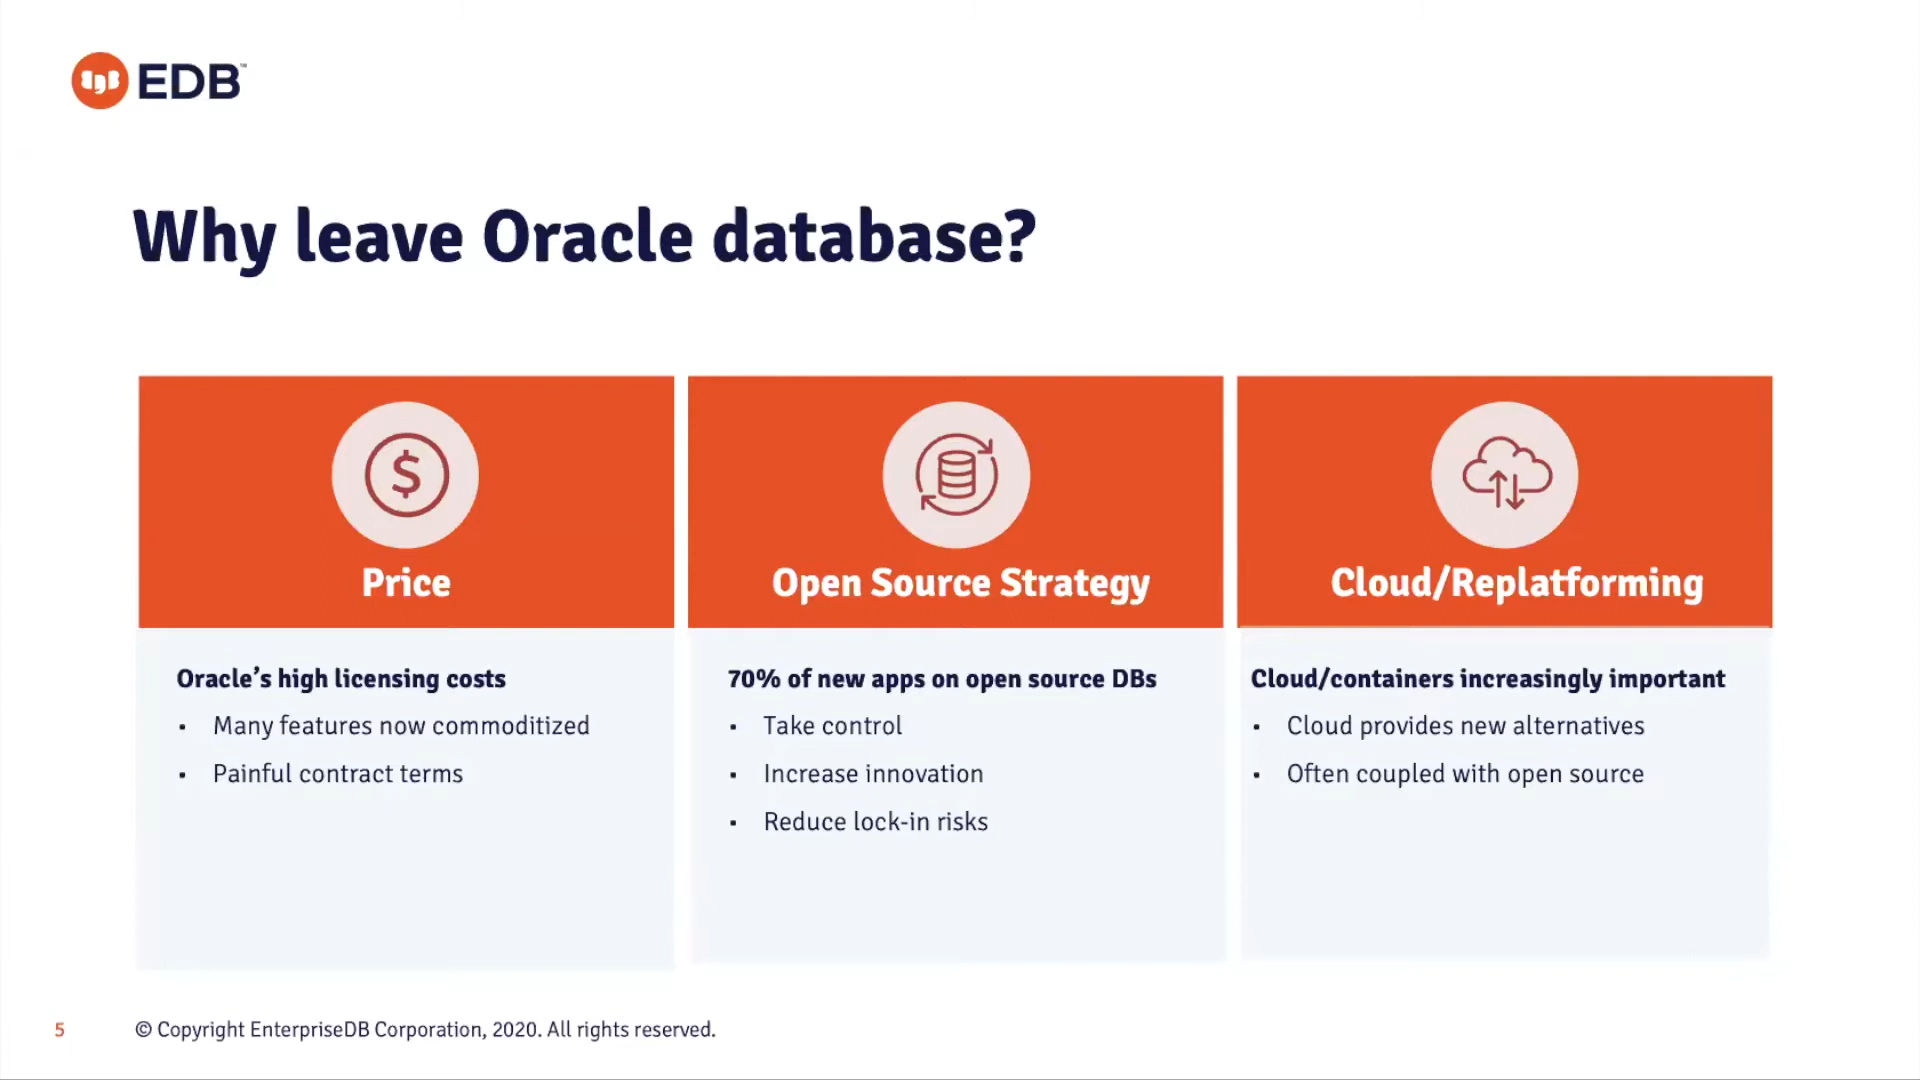 EDB™
Why leave Oracle database?
$
Price
Oracle’s high licensing costs
▪ Many features now commoditized
▪ Painful contract terms
Open Source Strategy
70% of new apps on open source DBs
▪ Take control
▪ Increase innovation
▪ Reduce lock-in risks
Cloud/Replatforming
Cloud/containers increasingly important
▪ Cloud provides new alternatives
▪ Often coupled with open source
5
© Copyright EnterpriseDB Corporation, 2020. All rights reserved.